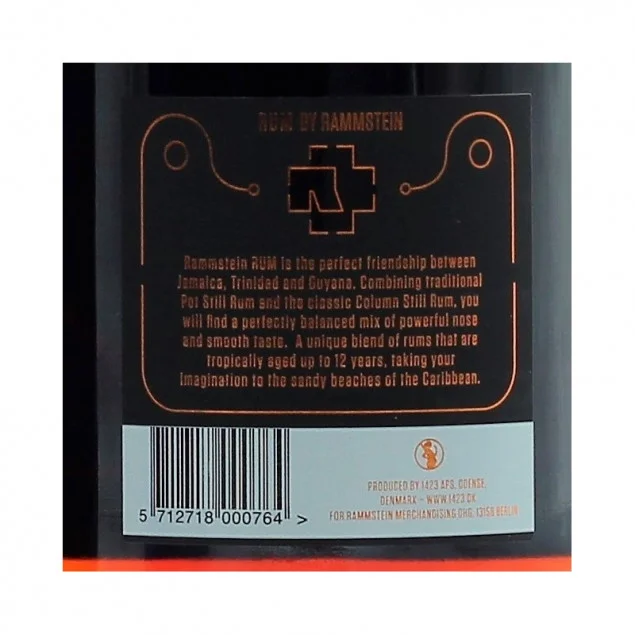 RUM BY RAMMSTEIN
Rammstein RUM is the perfect friendship between
Jamaica, Trinidad and Guyana. Combining traditional
Pot Still Rum and the classic Column Still Rum, you
will find a perfectly balanced mix of powerful nose
and smooth taste. A unique blend of rums that are
tropically aged up to 12 years, taking your
imagination to the sandy beaches of the Caribbean.
PRODUCED BY 1423 APS. ODENSE,
DENMARK – WWW.1423.DK
FOR RAMMSTEIN MERCHANDISING OHG, 13158 BERLIN
5 712718 000764 >